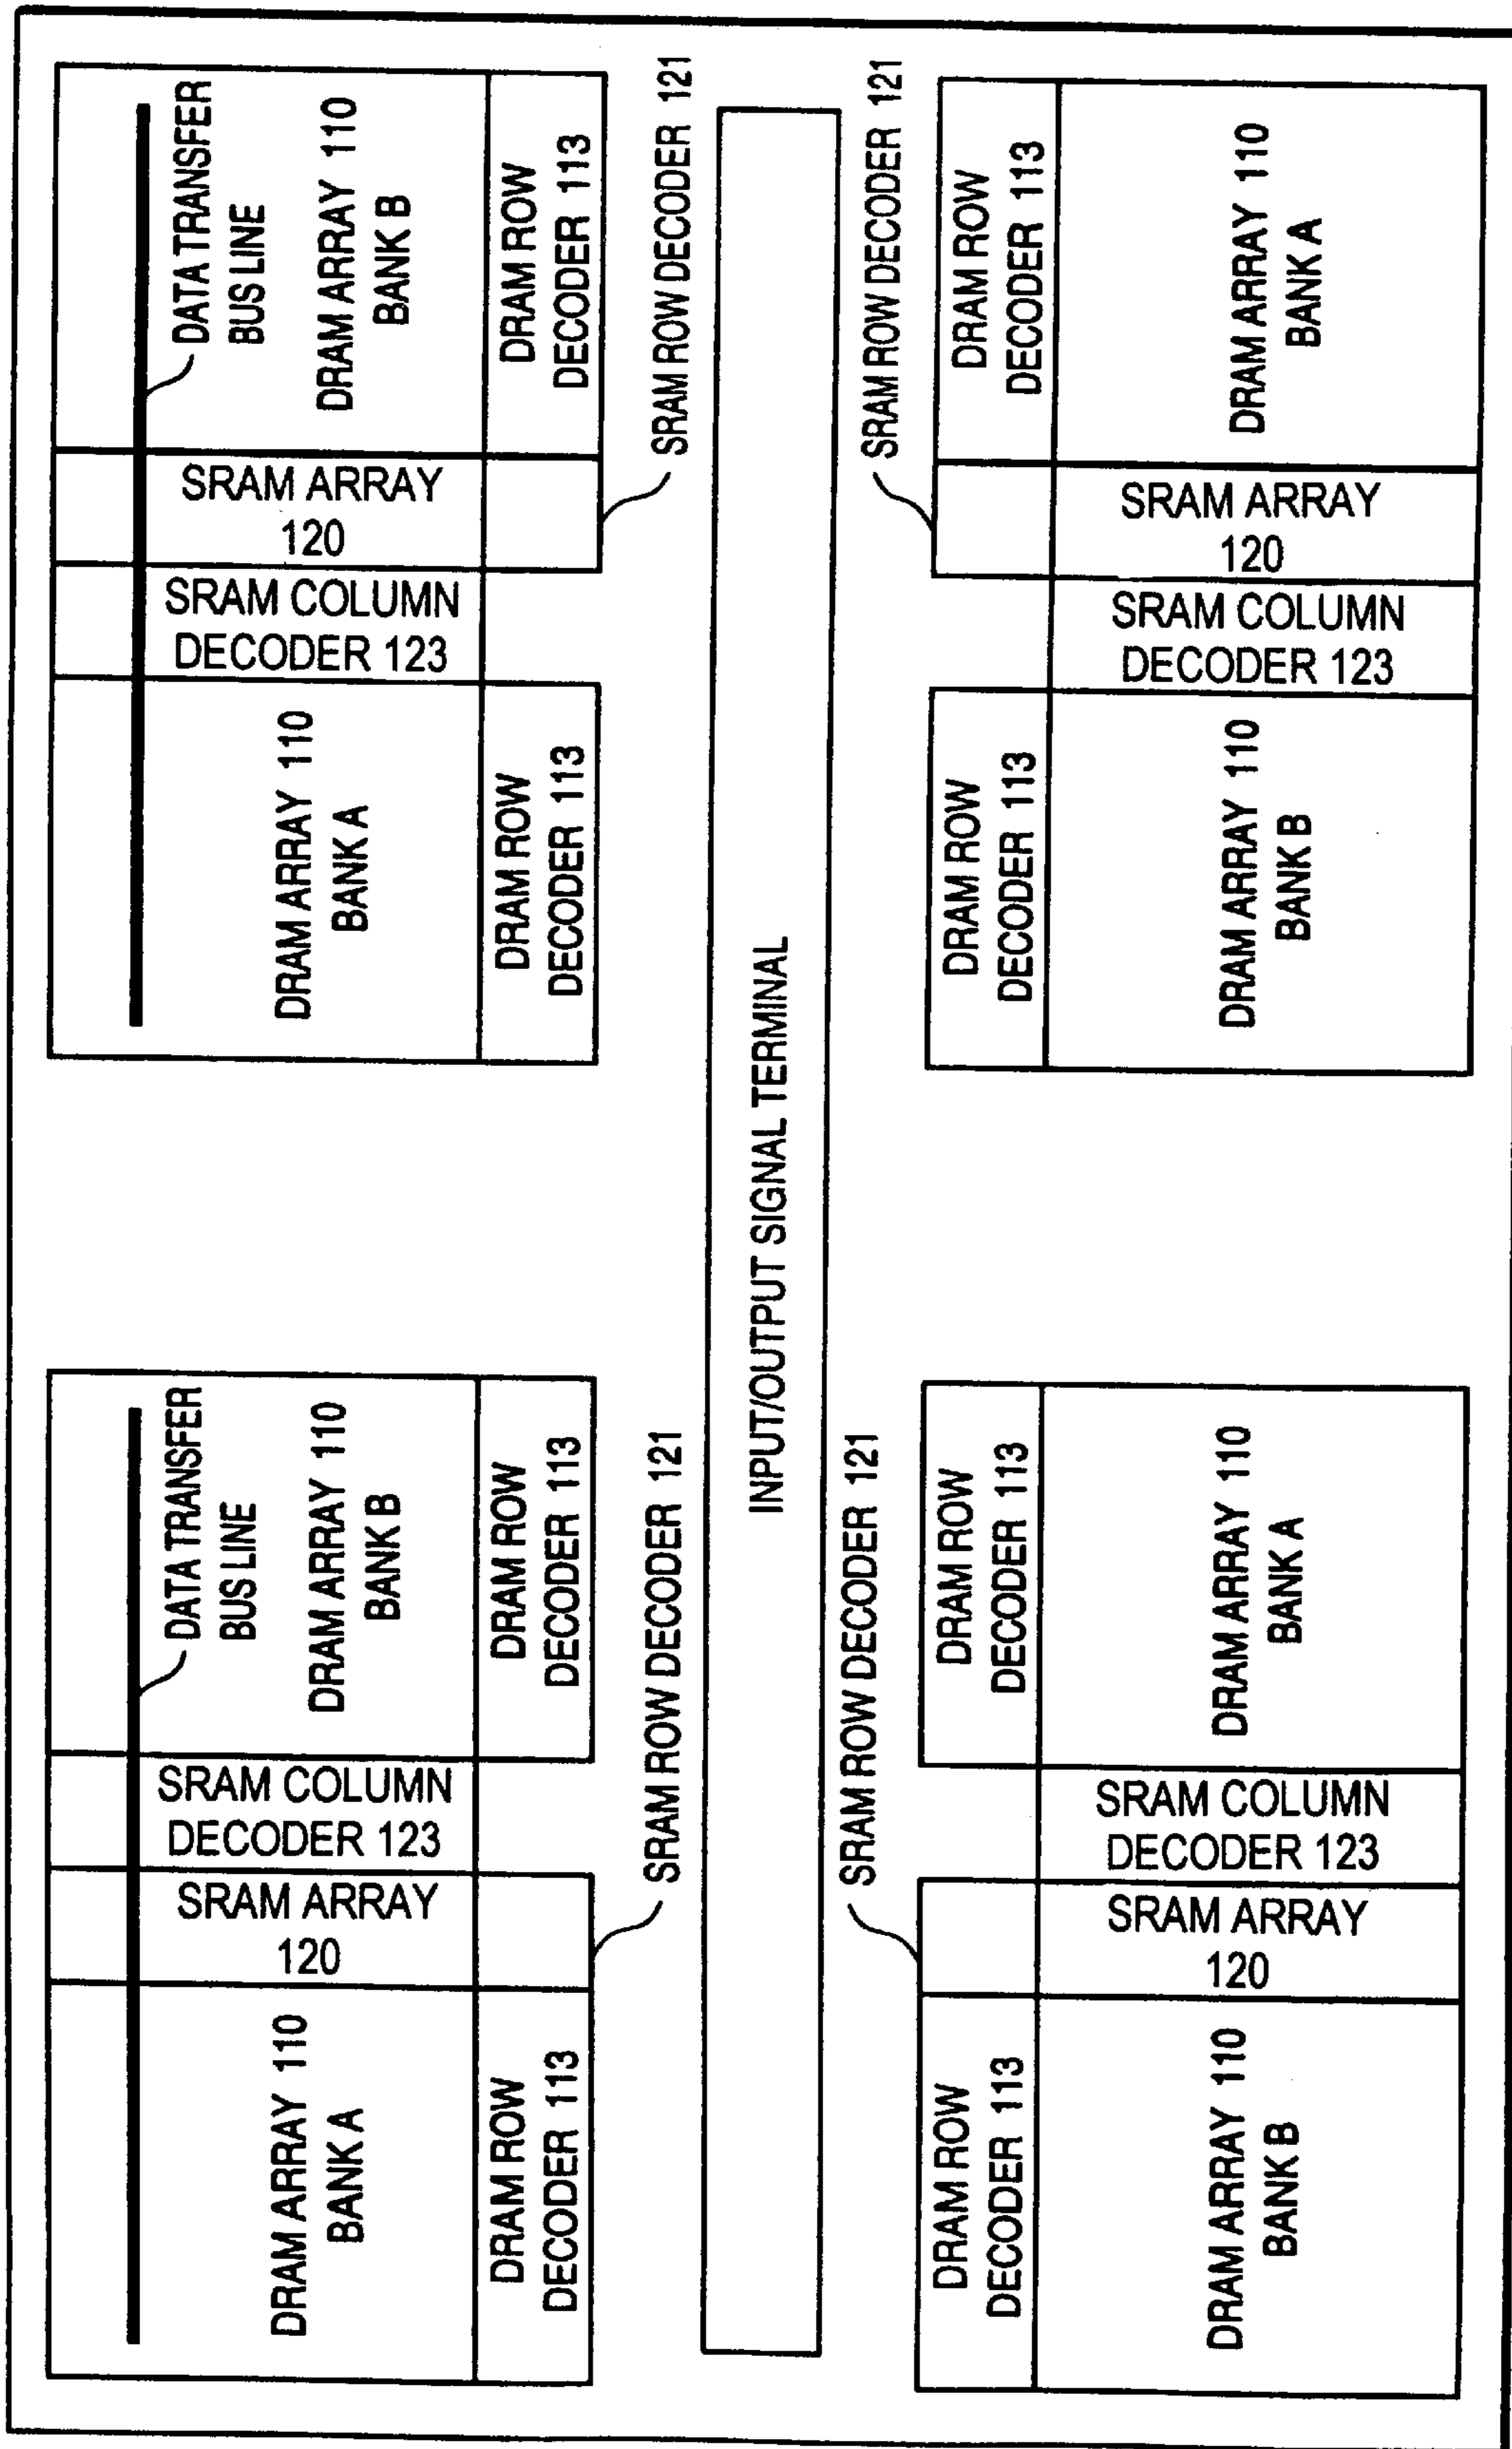 DATA TRANSFER
BUS LINE
DRAM ARRAY 110
BANK B
DRAM ROW
DECODER 113
SRAM ROW DECODER 121
SRAM ARRAY
120
SRAM COLUMN
DECODER 123
DRAM ARRAY 110
BANK A
DRAM ROW
DECODER 113
SRAM ROW DECODER 121
DRAM ROW
DECODER 113
DRAM ARRAY 110
BANK A
SRAM ARRAY
120
SRAM COLUMN
DECODER 123
DRAM ROW
DECODER 113
DRAM ARRAY 110
BANK B
INPUT/OUTPUT SIGNAL TERMINAL
DATA TRANSFER
BUS LINE
DRAM ARRAY 110
BANK B
DRAM ROW
DECODER 113
SRAM ROW DECODER 121
SRAM COLUMN
DECODER 123
SRAM ARRAY
120
DRAM ARRAY 110
BANK A
DRAM ROW
DECODER 113
SRAM ROW DECODER 121
DRAM ROW
DECODER 113
DRAM ARRAY 110
BANK A
SRAM COLUMN
DECODER 123
SRAM ARRAY
120
DRAM ROW
DECODER 113
DRAM ARRAY 110
BANK B